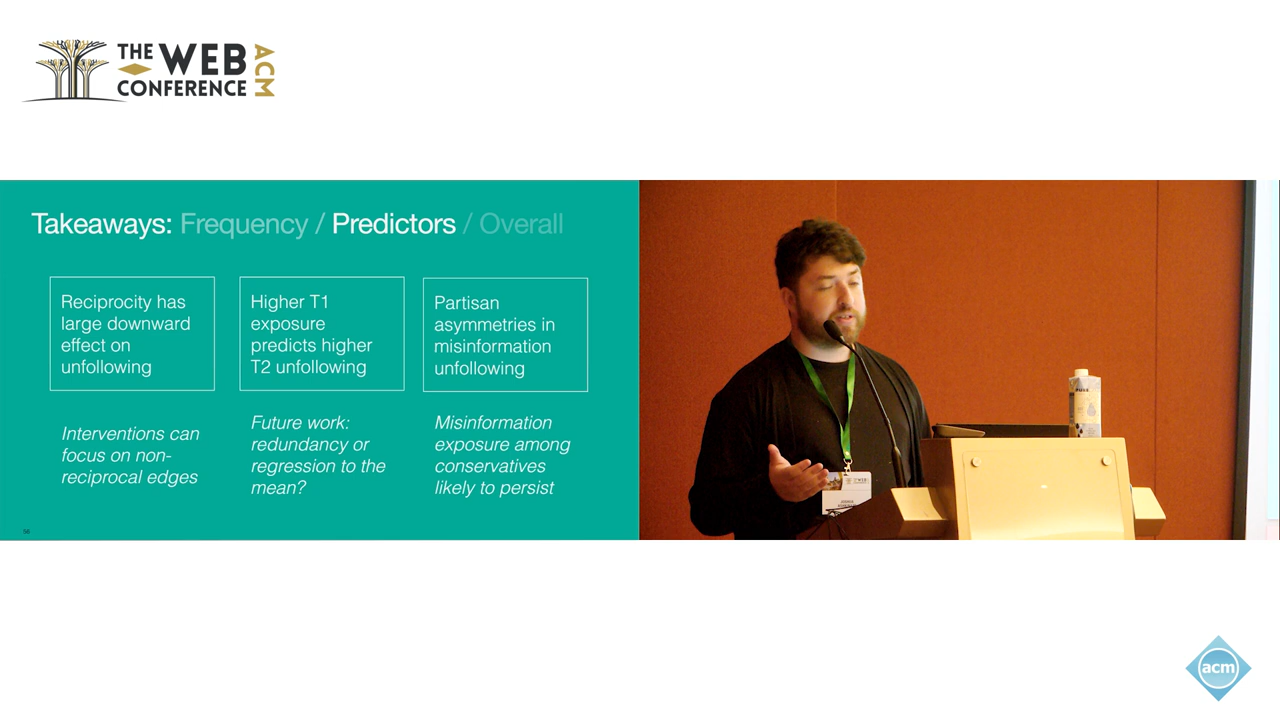 THE WEB
CONFERENCE
ACM
Takeaways: Frequency / Predictors / Overall
Reciprocity has
large downward
effect on
unfollowing
Higher T1
exposure
predicts higher
T2 unfollowing
Partisan
asymmetries in
misinformation
unfollowing
Interventions can
focus on non-
reciprocal edges
Future work:
redundancy or
regression to the
mean?
Misinformation
exposure among
conservatives
likely to persist
56
acm